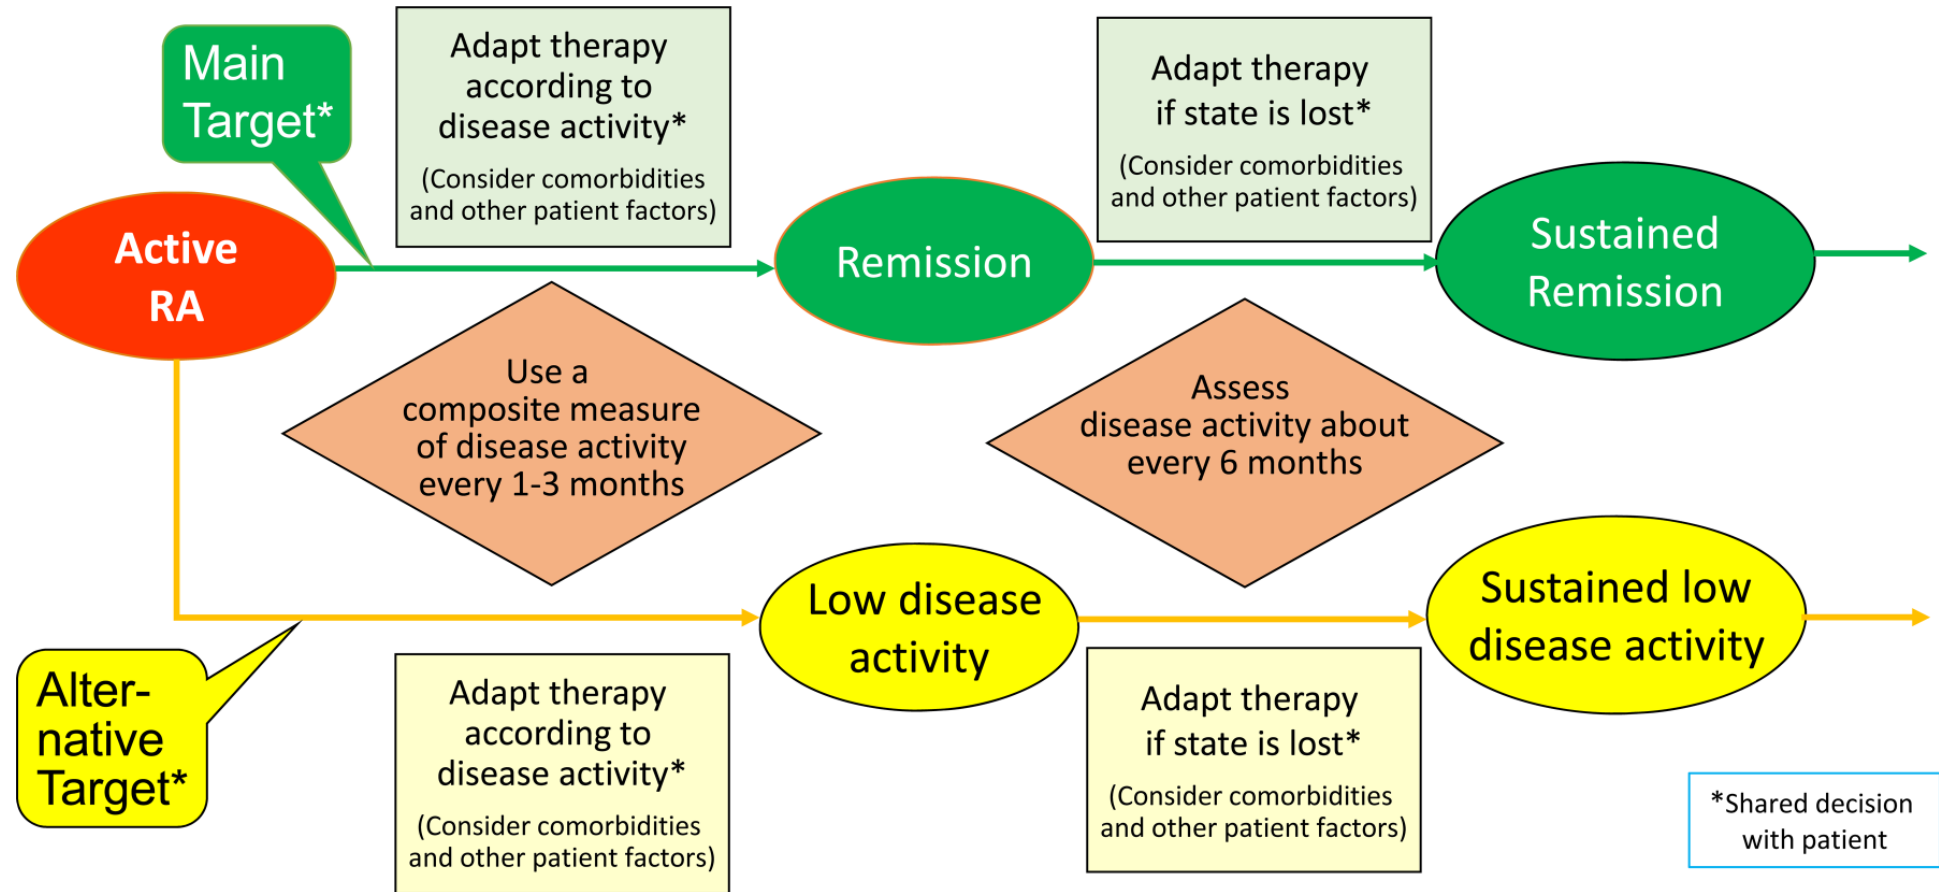 Main
Target*
Adapt therapy
according to
disease activity*
(Consider comorbidities
and other patient factors)
Adapt therapy
if state is lost*
(Consider comorbidities
and other patient factors)
Active
RA
Remission
Sustained
Remission
Use a
composite measure
of disease activity
every 1-3 months
Assess
disease activity about
every 6 months
Alter-
native
Target*
Low disease
activity
Sustained low
disease activity
Adapt therapy
according to
disease activity*
(Consider comorbidities
and other patient factors)
Adapt therapy
if state is lost*
(Consider comorbidities
and other patient factors)
*Shared decision
with patient